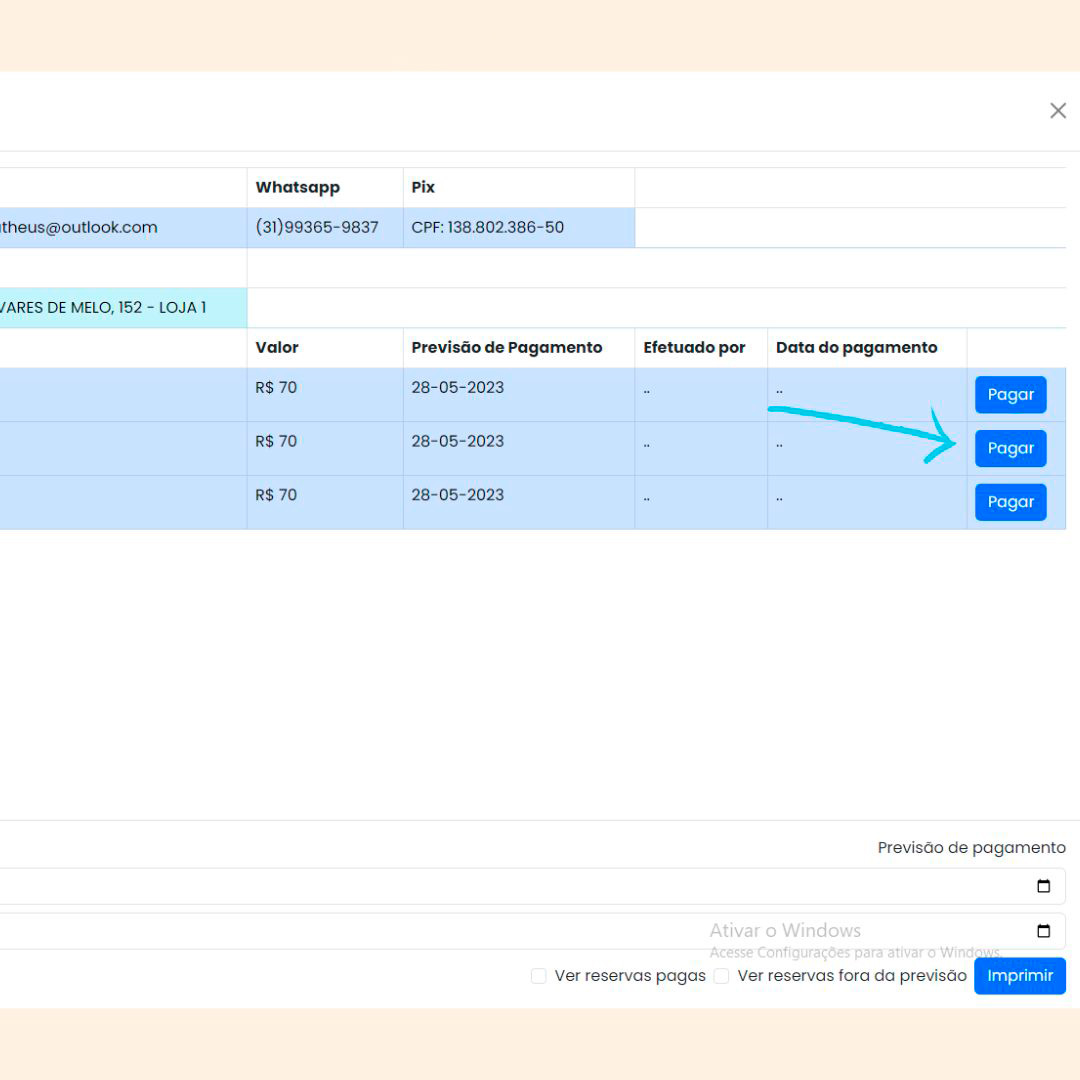 Whatsapp Pix
theus@outlook.com (31)99365-9837 CPF: 138.802.386-50
VARES DE MELO, 152 - LOJA 1
Valor Previsão de Pagamento Efetuado por Data do pagamento
R$ 70 28-05-2023 .. .. Pagar
R$ 70 28-05-2023 .. .. Pagar
R$ 70 28-05-2023 .. .. Pagar
Previsão de pagamento
Ativar o Windows
Acesse Configurações para ativar o Windows.
Ver reservas pagas Ver reservas fora da previsão Imprimir